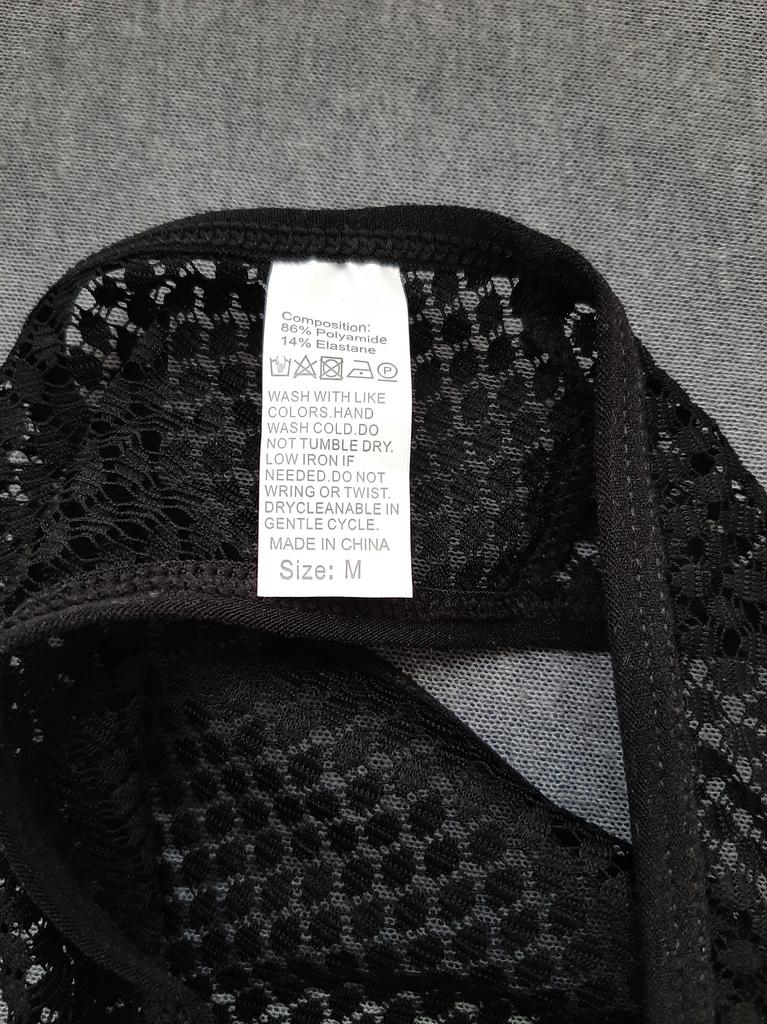 Composition:
86% Polyamide
14% Elastane
P
WASH WITH LIKE
COLORS.HAND
WASH COLD.DO
NOT TUMBLE DRY.
LOW IRON IF
NEEDED.DO NOT
WRING OR TWIST.
DRYCLEANABLE IN
GENTLE CYCLE.
MADE IN CHINA
Size: M